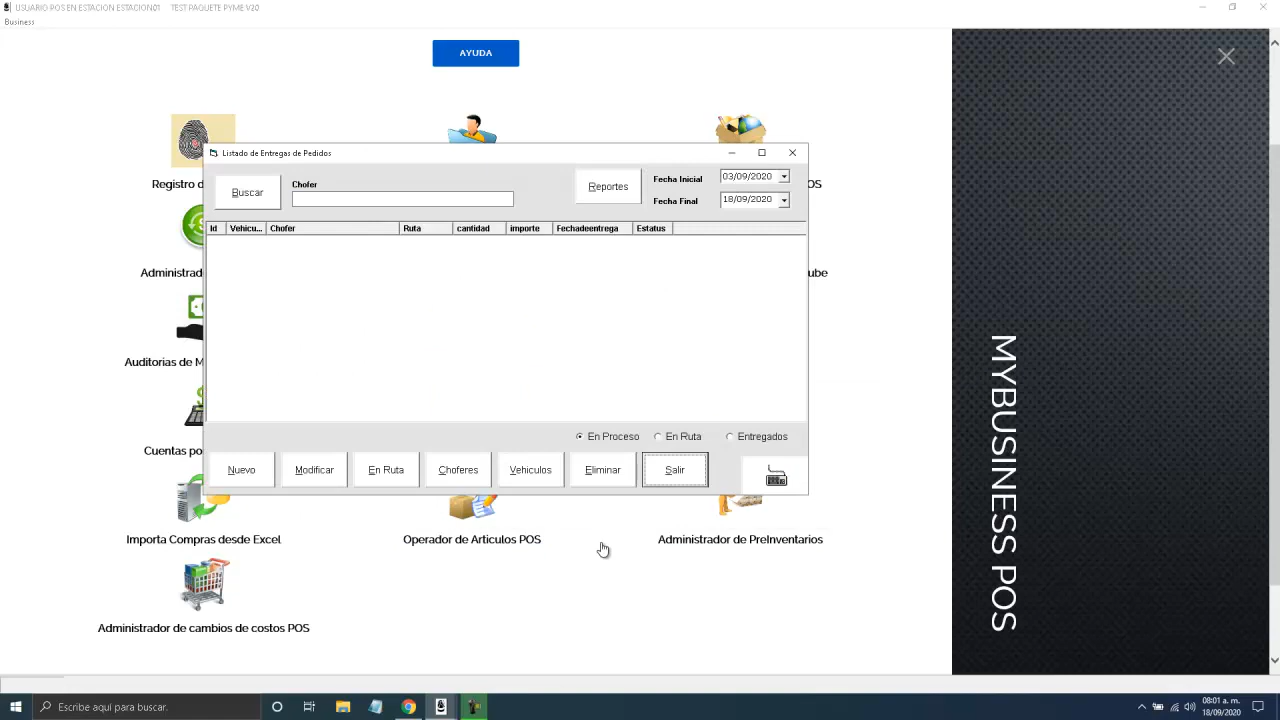 USUARIO POS EN ESTACION ESTACION01 TEST PAQUETE PYME V20
Business
AYUDA
Registro d
OS
Listado de Entregas de Pedidos
Buscar
Chofer
Reportes
Fecha Inicial
03/09/2020
Fecha Final
18/09/2020
Id Vehicu... Chofer Ruta cantidad importe Fechadeentrega Estatus
Administrad
ube
Auditorias de M
Cuentas po
En Proceso En Ruta Entregados
Nuevo Modificar En Ruta Choferes Vehiculos Eliminar Salir
Importa Compras desde Excel
Operador de Articulos POS
Administrador de PreInventarios
Administrador de cambios de costos POS
MYBUSINESS POS
Escribe aquí para buscar.
08:01 a. m.
18/09/2020